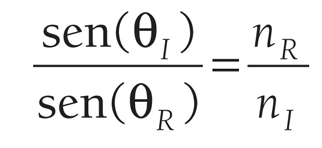 sen(θ_I) / sen(θ_R) = n_R / n_I